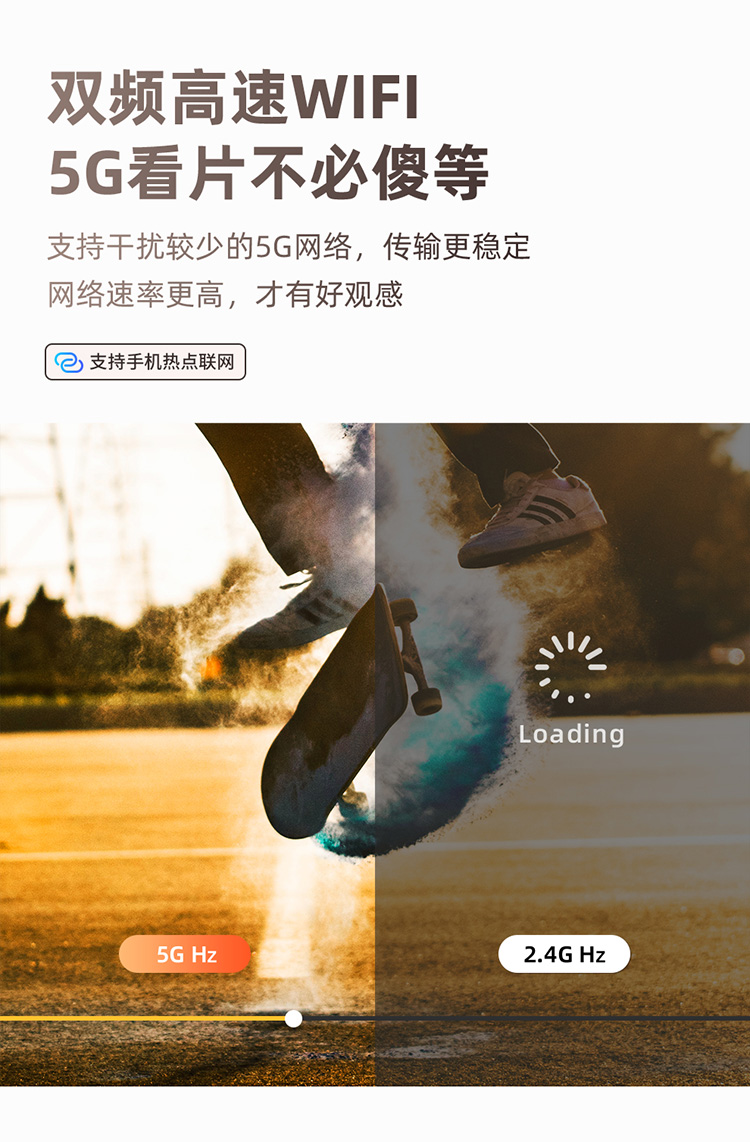 双频高速WIFI
5G看片不必傻等
支持干扰较少的5G网络，传输更稳定
网络速率更高，才有好观感
支持手机热点联网
Loading
5G Hz
2.4G Hz